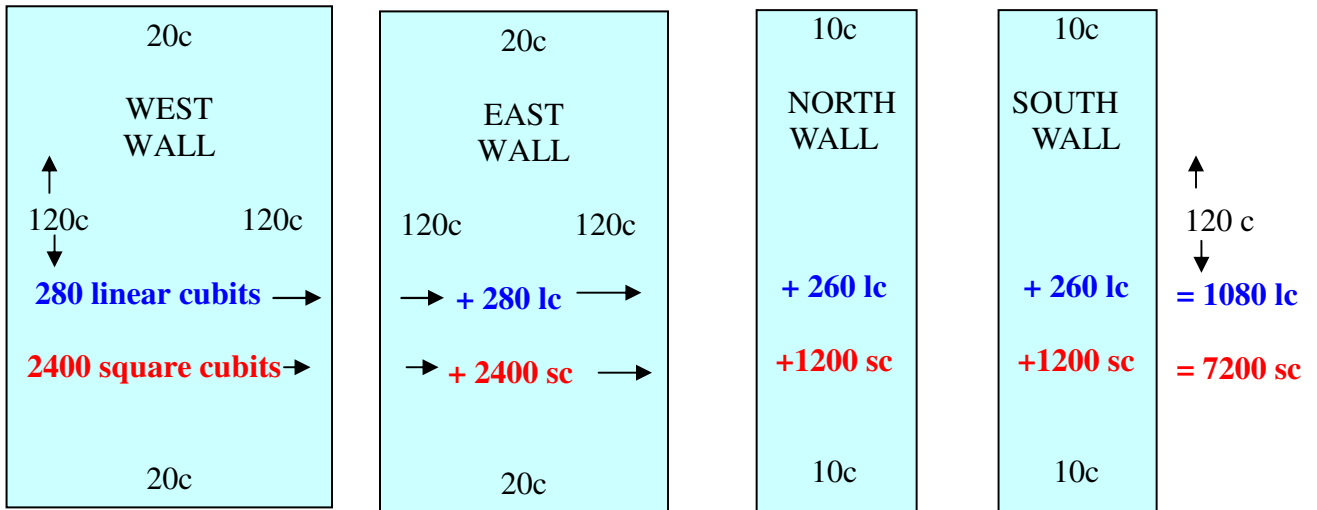 20c
WEST
WALL
120c 120c
280 linear cubits
2400 square cubits
20c
20c
EAST
WALL
120c 120c
+ 280 lc
+ 2400 sc
20c
10c
NORTH
WALL
+ 260 lc
+1200 sc
10c
10c
SOUTH
WALL
+ 260 lc
+1200 sc
10c
120 c
= 1080 lc
= 7200 sc